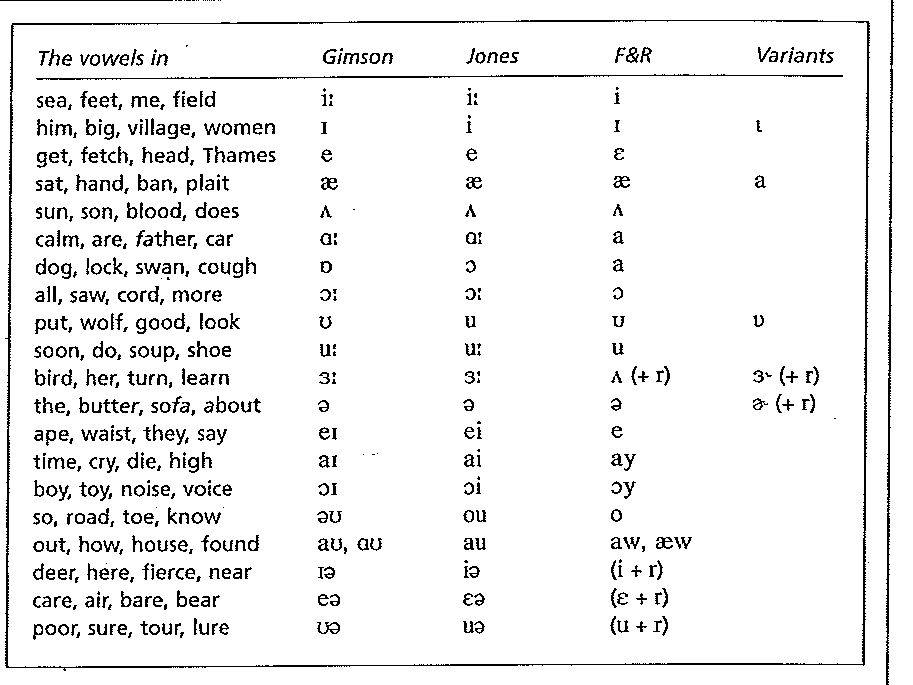 The vowels in Gimson Jones F&R Variants
sea, feet, me, field iː iː i
him, big, village, women ɪ i ɪ ɩ
get, fetch, head, Thames e e ɛ
sat, hand, ban, plait æ æ æ a
sun, son, blood, does ʌ ʌ ʌ
calm, are, father, car ɑː ɑː a
dog, lock, swan, cough ɒ ɔ a
all, saw, cord, more ɔː ɔː ɔ
put, wolf, good, look ʊ u ʊ ʋ
soon, do, soup, shoe uː uː u
bird, her, turn, learn ɜː ɜː ʌ (+ r) ɝ (+ r)
the, butter, sofa, about ə ə ə ɚ (+ r)
ape, waist, they, say eɪ ei e
time, cry, die, high aɪ ai ay
boy, toy, noise, voice ɔɪ ɔi ɔy
so, road, toe, know əʊ ou o
out, how, house, found aʊ, ɑʊ au aw, æw
deer, here, fierce, near ɪə iə (i + r)
care, air, bare, bear eə ɛə (ɛ + r)
poor, sure, tour, lure ʊə uə (u + r)